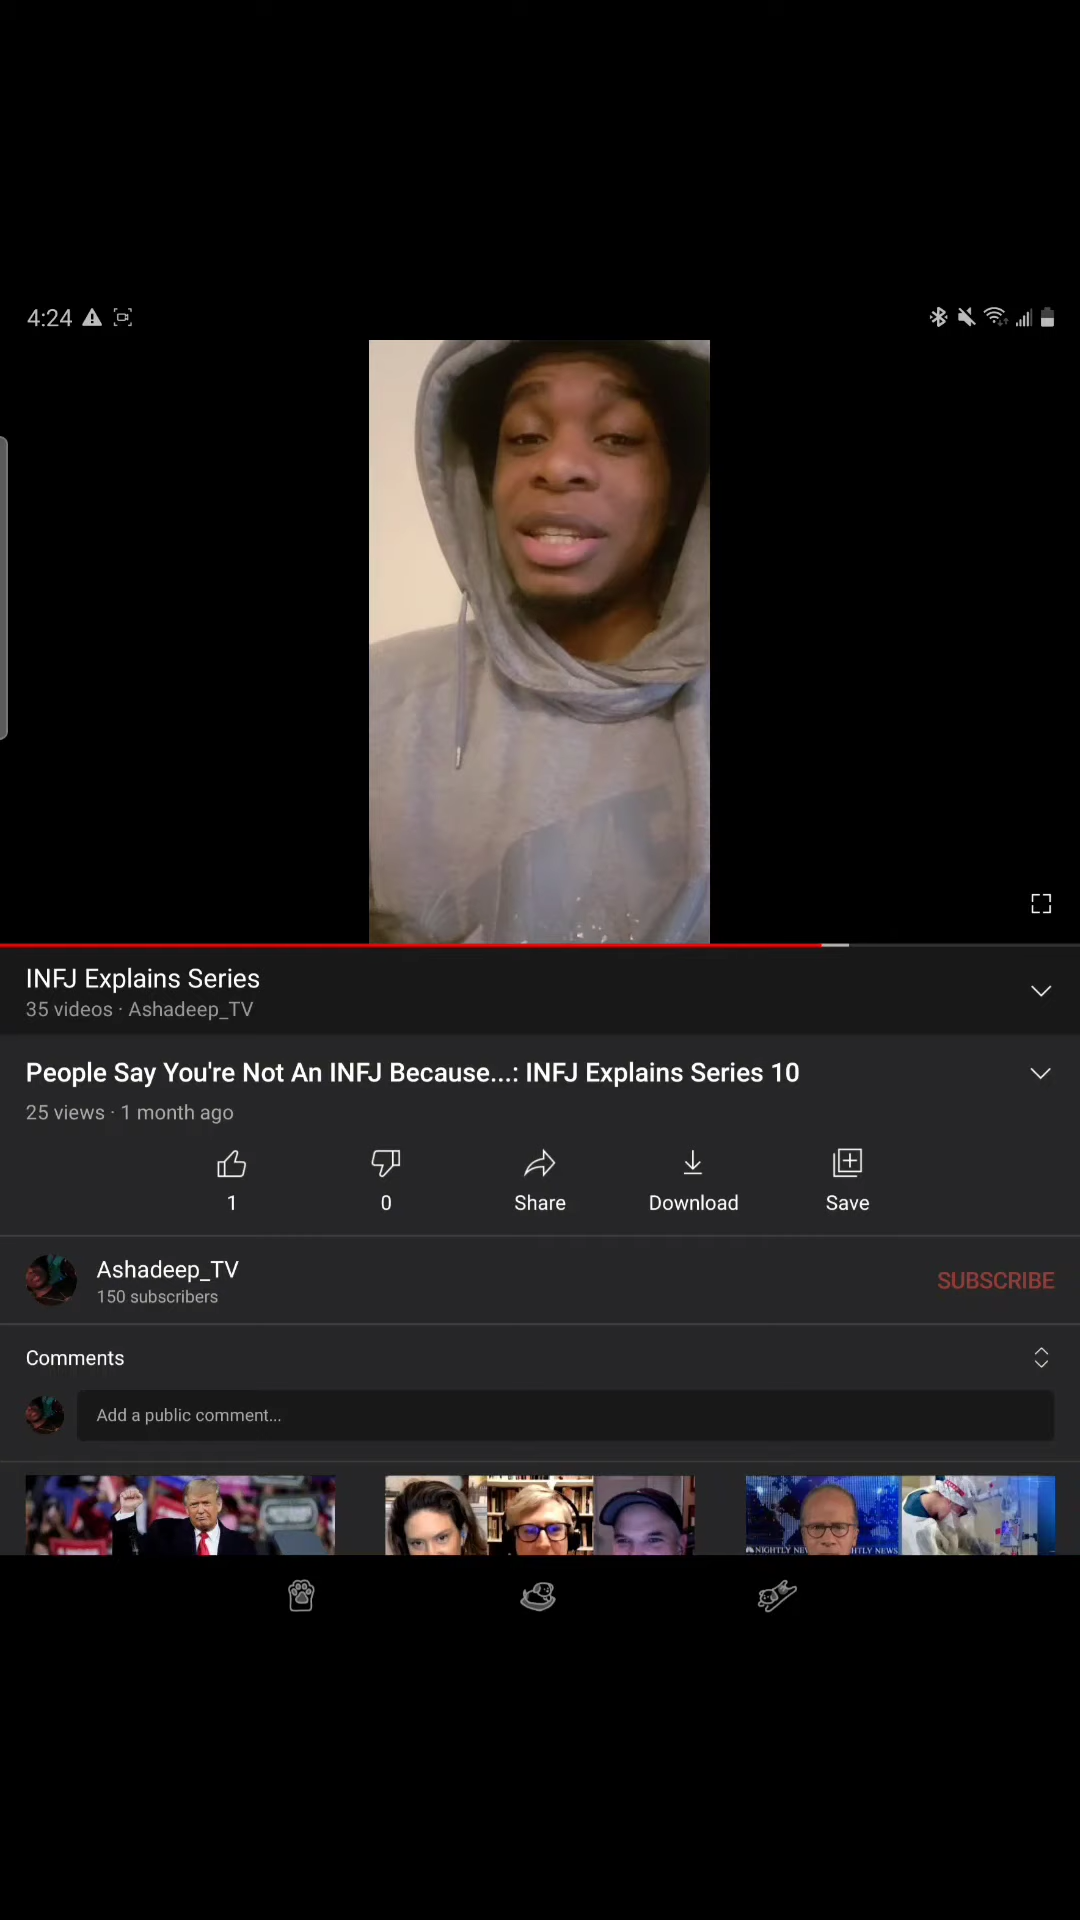 4:24
INFJ Explains Series
35 videos · Ashadeep_TV
People Say You're Not An INFJ Because...: INFJ Explains Series 10
25 views · 1 month ago
1
0
Share
Download
Save
Ashadeep_TV
150 subscribers
SUBSCRIBE
Comments
Add a public comment...
NIGHTLY NEWS